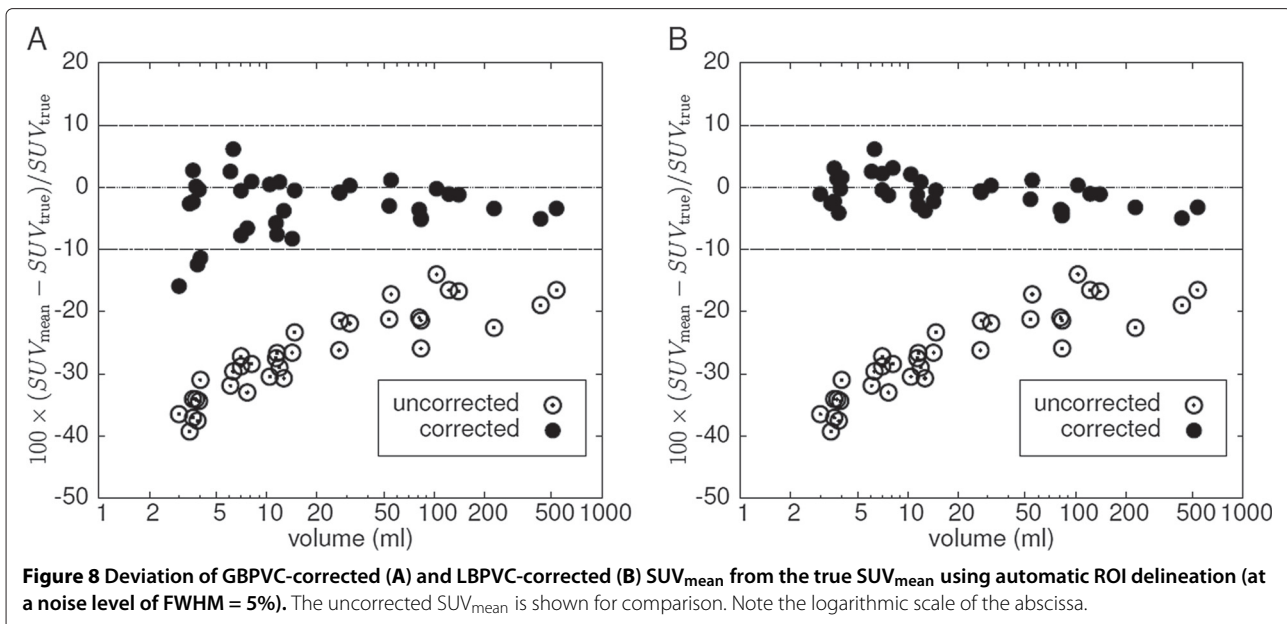 A
20
10
0
-10
-20
-30
-40
-50
100 × (SUVmean − SUVtrue)/SUVtrue
uncorrected
corrected
1 2 5 10 20 50 100 200 500 1000
volume (ml)
B
20
10
0
-10
-20
-30
-40
-50
100 × (SUVmean − SUVtrue)/SUVtrue
uncorrected
corrected
1 2 5 10 20 50 100 200 500 1000
volume (ml)
Figure 8 Deviation of GBPVC-corrected (A) and LBPVC-corrected (B) SUVmean from the true SUVmean using automatic ROI delineation (at
a noise level of FWHM = 5%). The uncorrected SUVmean is shown for comparison. Note the logarithmic scale of the abscissa.